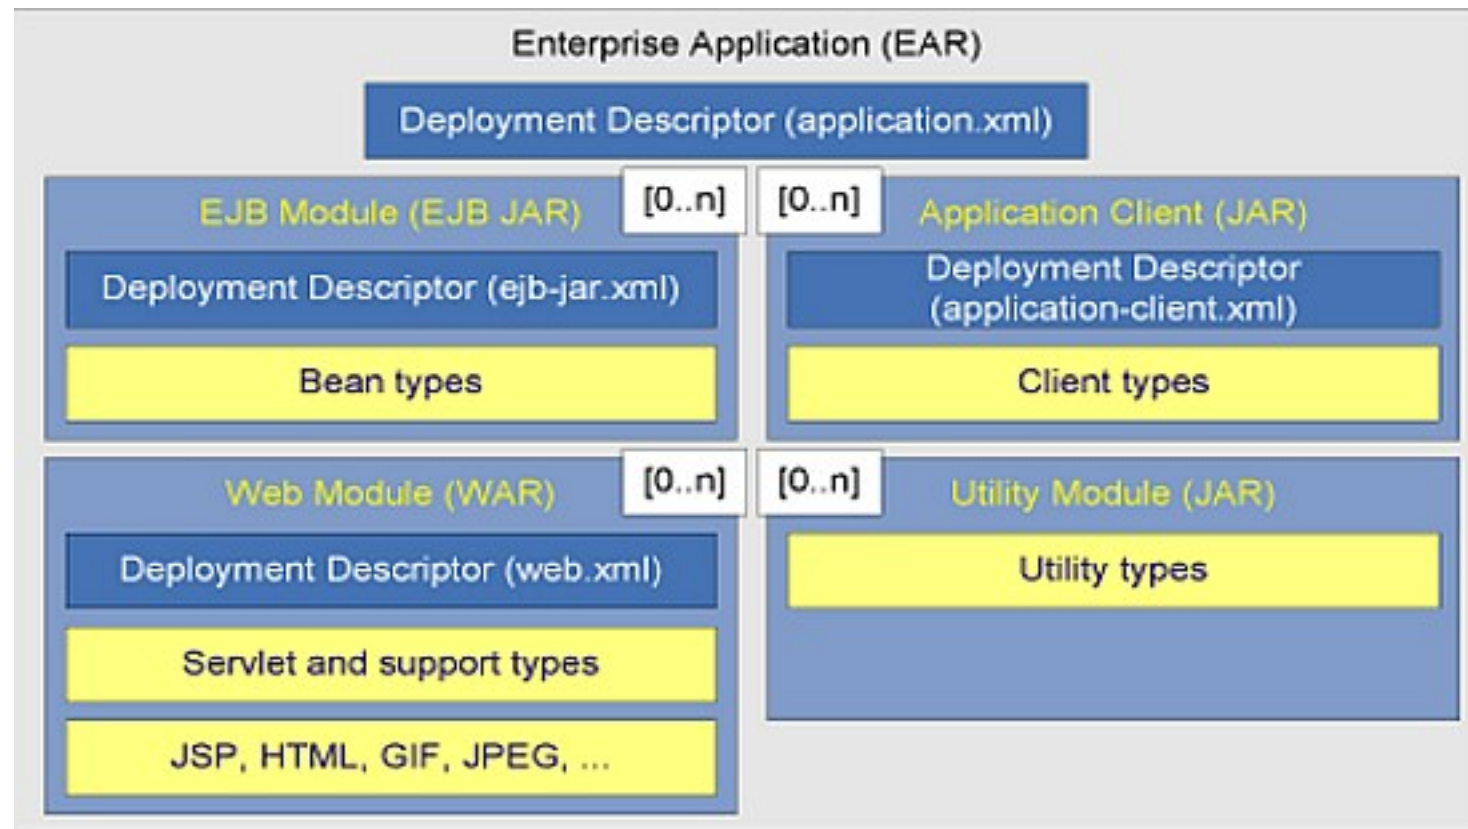 Enterprise Application (EAR)
Deployment Descriptor (application.xml)
EJB Module (EJB JAR)
[0..n]
Deployment Descriptor (ejb-jar.xml)
Bean types
[0..n]
Application Client (JAR)
Deployment Descriptor
(application-client.xml)
Client types
Web Module (WAR)
[0..n]
Deployment Descriptor (web.xml)
Servlet and support types
JSP, HTML, GIF, JPEG, ...
[0..n]
Utility Module (JAR)
Utility types